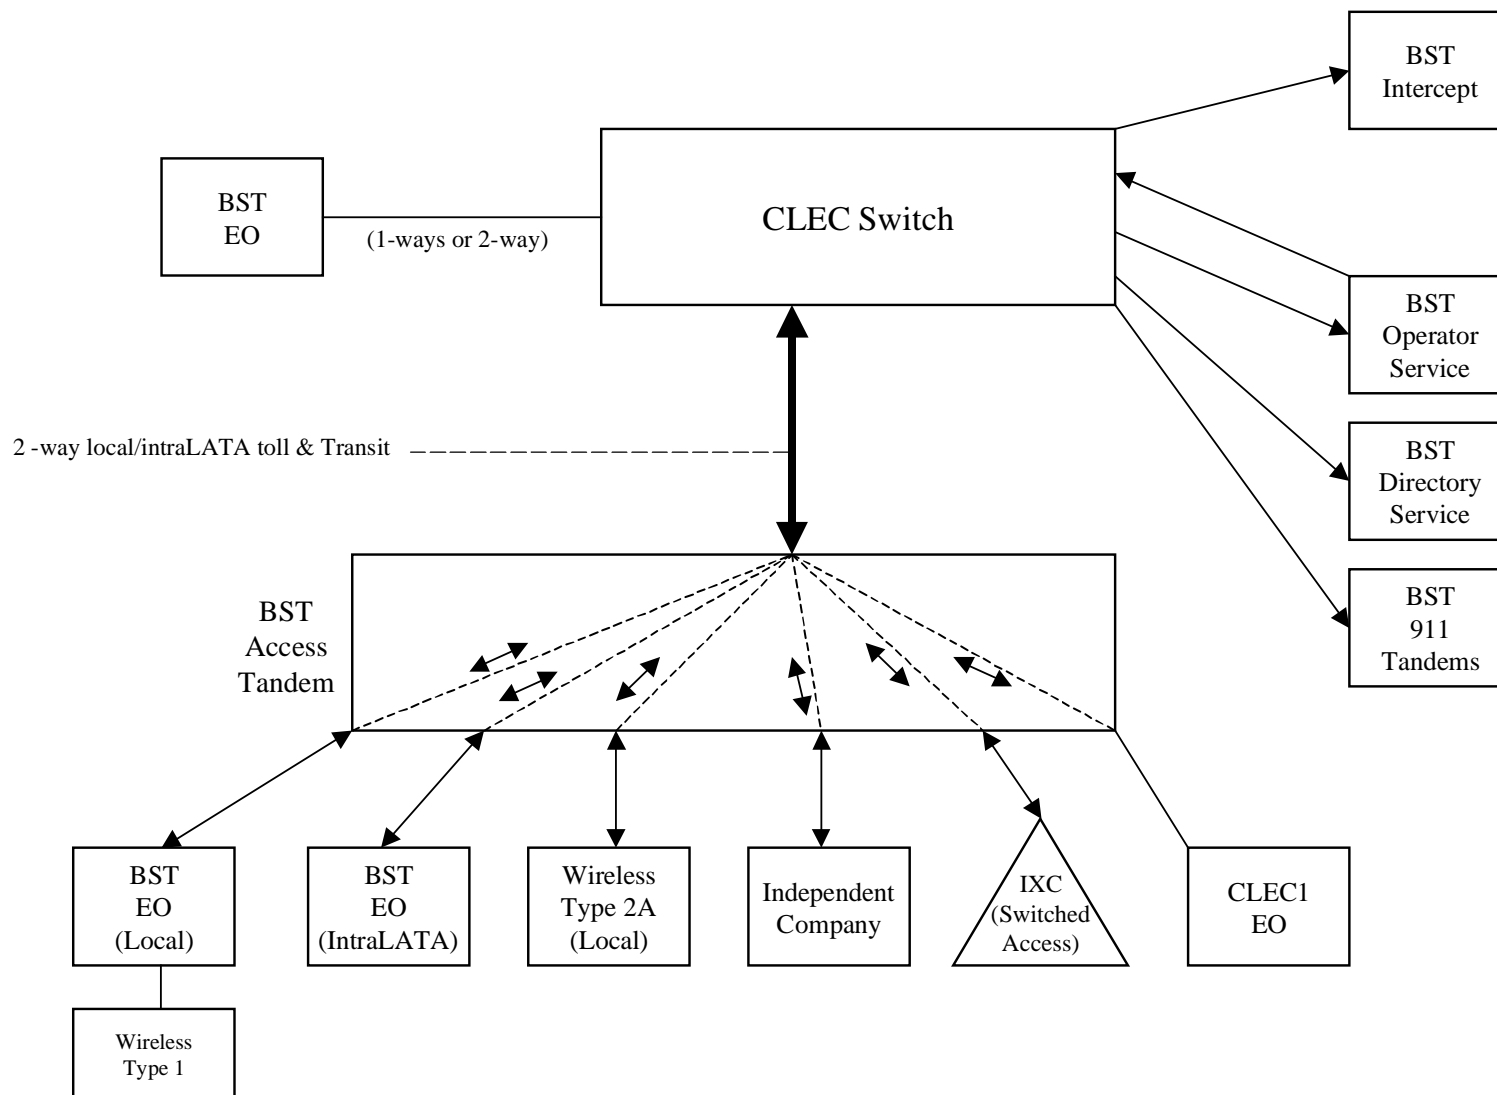 BST
Intercept
BST
EO
(1-ways or 2-way)
CLEC Switch
BST
Operator
Service
2 -way local/intraLATA toll & Transit
BST
Directory
Service
BST
Access
Tandem
BST
911
Tandems
BST
EO
(Local)
BST
EO
(IntraLATA)
Wireless
Type 2A
(Local)
Independent
Company
IXC
(Switched
Access)
CLEC1
EO
Wireless
Type 1